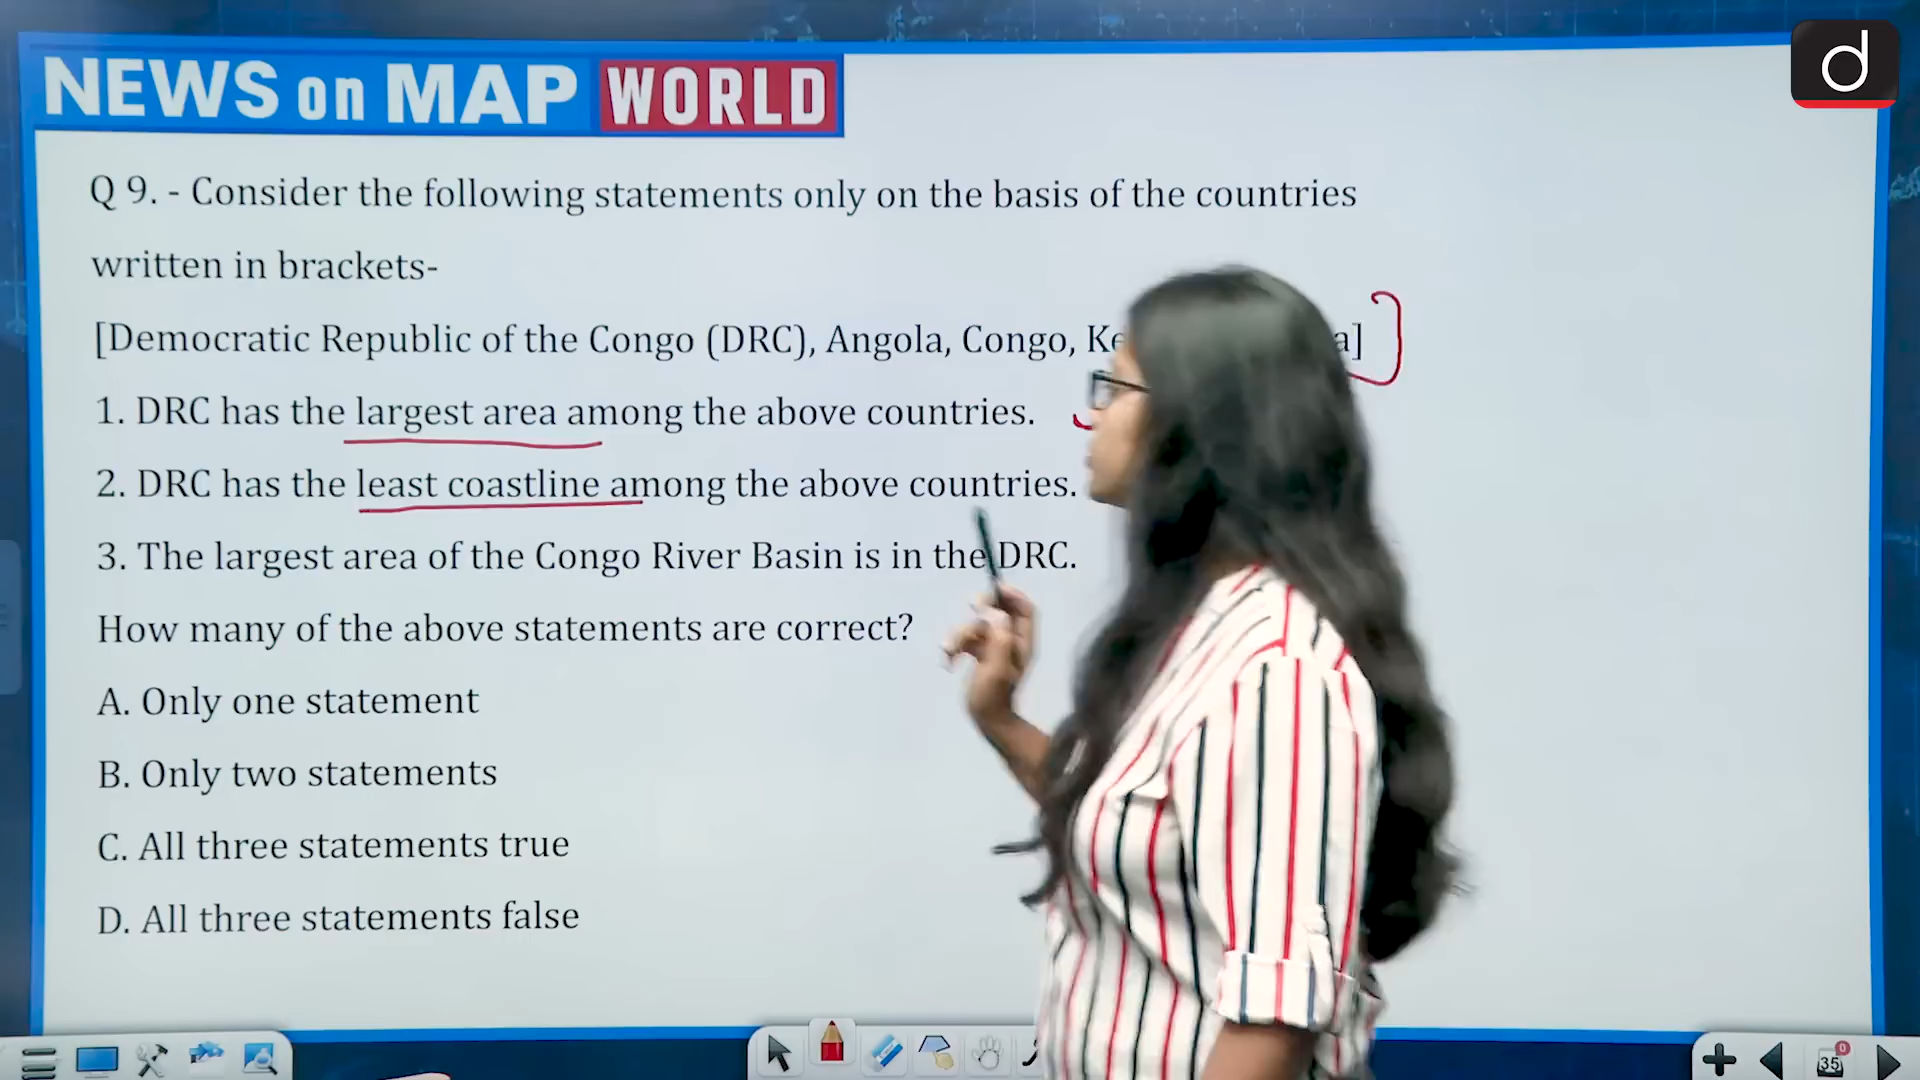 NEWS on MAP WORLD
d
Q 9. - Consider the following statements only on the basis of the countries
written in brackets-
[Democratic Republic of the Congo (DRC), Angola, Congo,
1. DRC has the largest area among the above countries.
2. DRC has the least coastline among the above countries.
3. The largest area of the Congo River Basin is in the DRC.
How many of the above statements are correct?
A. Only one statement
B. Only two statements
C. All three statements true
D. All three statements false
0
35